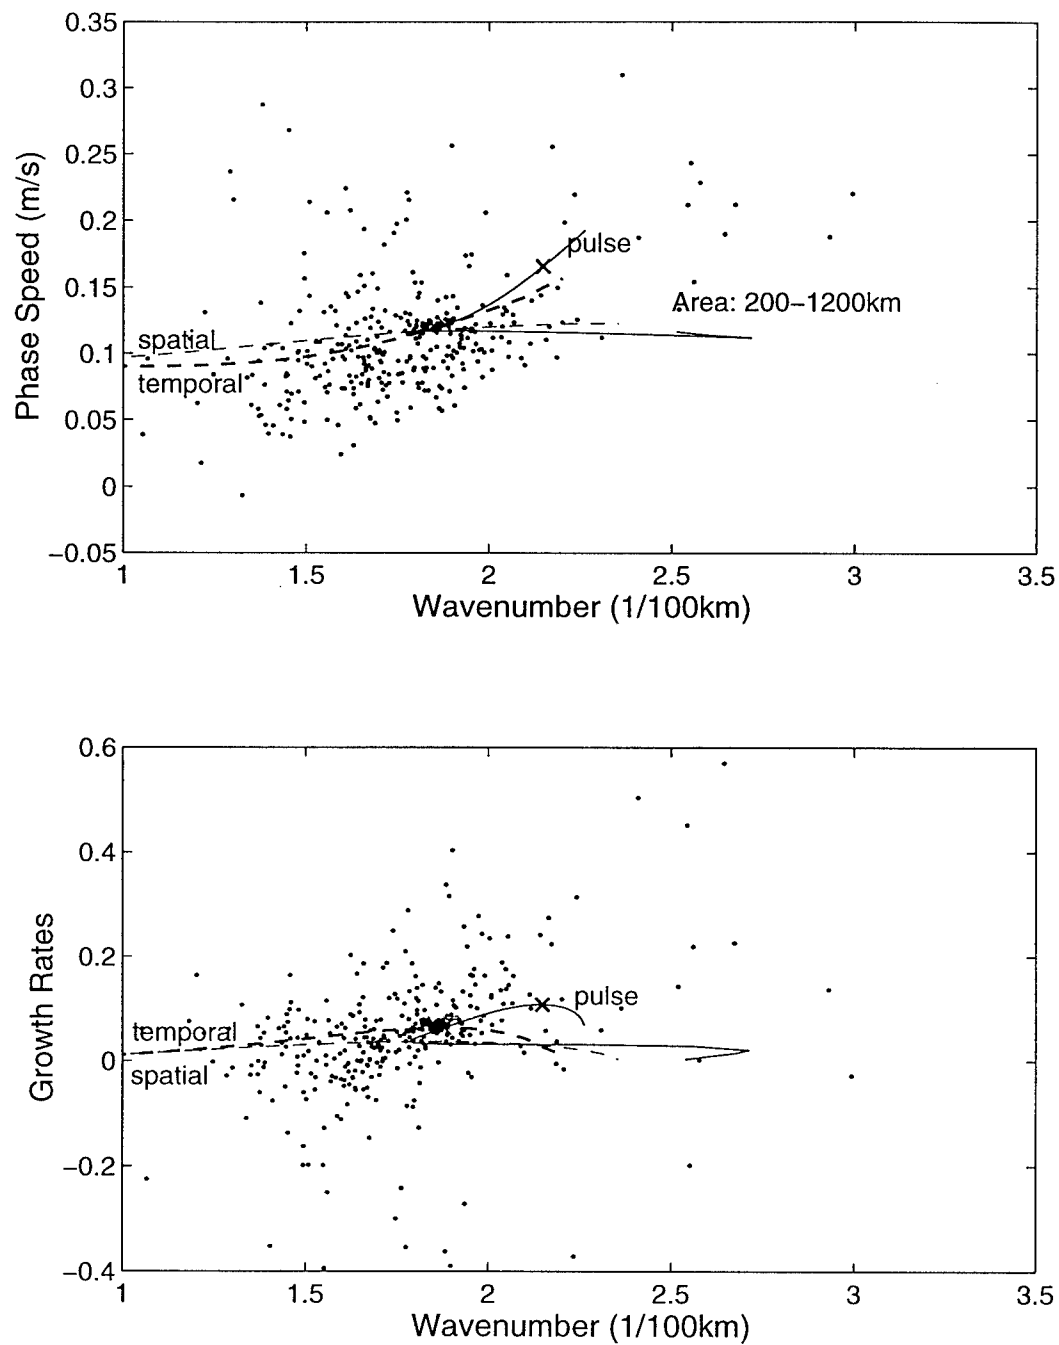 0.35
0.3
0.25
0.2
0.15
0.1
0.05
0
−0.05
Phase Speed (m/s)
pulse
Area: 200−1200km
spatial
temporal
1
1.5
2
2.5
3
3.5
Wavenumber (1/100km)
0.6
0.4
0.2
0
−0.2
−0.4
Growth Rates
pulse
temporal
spatial
1
1.5
2
2.5
3
3.5
Wavenumber (1/100km)